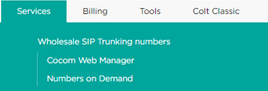 Services Billing Tools Colt Classic
Wholesale SIP Trunking numbers
Cocom Web Manager
Numbers on Demand